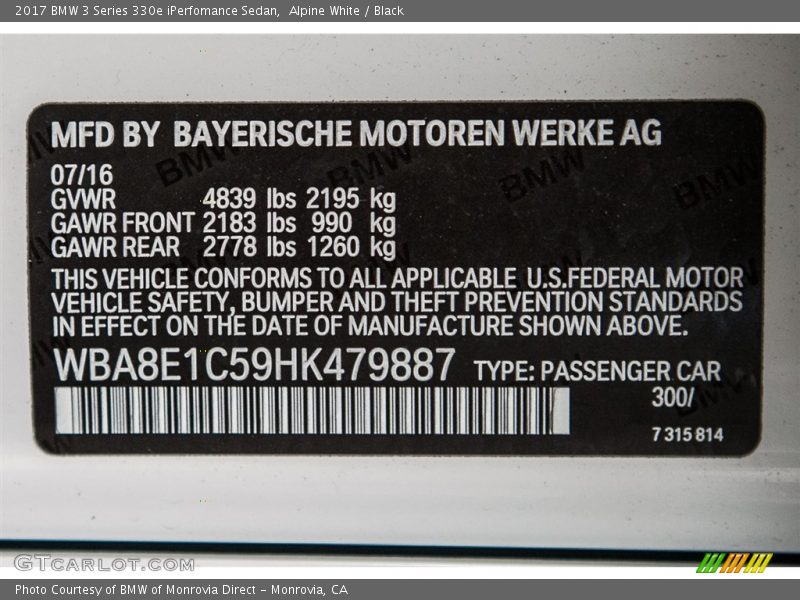 2017 BMW 3 Series 330e iPerfomance Sedan,  Alpine White / Black
MFD BY BAYERISCHE MOTOREN WERKE AG
07/16
GVWR 4839 lbs 2195 kg
GAWR FRONT 2183 lbs 990 kg
GAWR REAR 2778 lbs 1260 kg
THIS VEHICLE CONFORMS TO ALL APPLICABLE U.S.FEDERAL MOTOR
VEHICLE SAFETY, BUMPER AND THEFT PREVENTION STANDARDS
IN EFFECT ON THE DATE OF MANUFACTURE SHOWN ABOVE.
WBA8E1C59HK479887 TYPE: PASSENGER CAR
300/
7 315 814
GTCARLOT.COM
Photo Courtesy of BMW of Monrovia Direct – Monrovia, CA